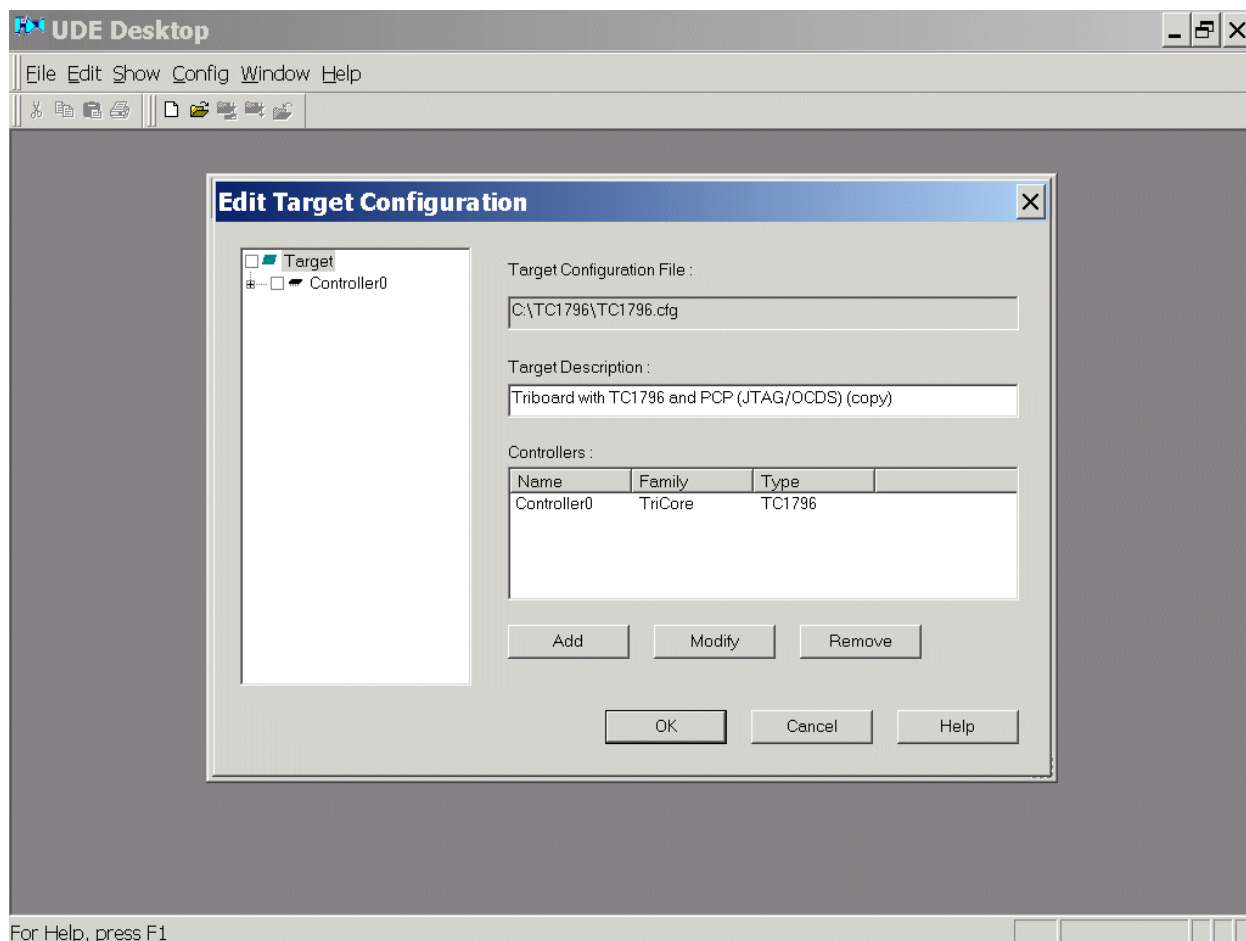 UDE Desktop
File Edit Show Config Window Help
Edit Target Configuration
Target
Controller0
Target Configuration File :
C:\TC1796\TC1796.cfg
Target Description :
Triboard with TC1796 and PCP (JTAG/OCDS) (copy)
Controllers :
Name Family Type
Controller0 TriCore TC1796
Add Modify Remove
OK Cancel Help
For Help, press F1